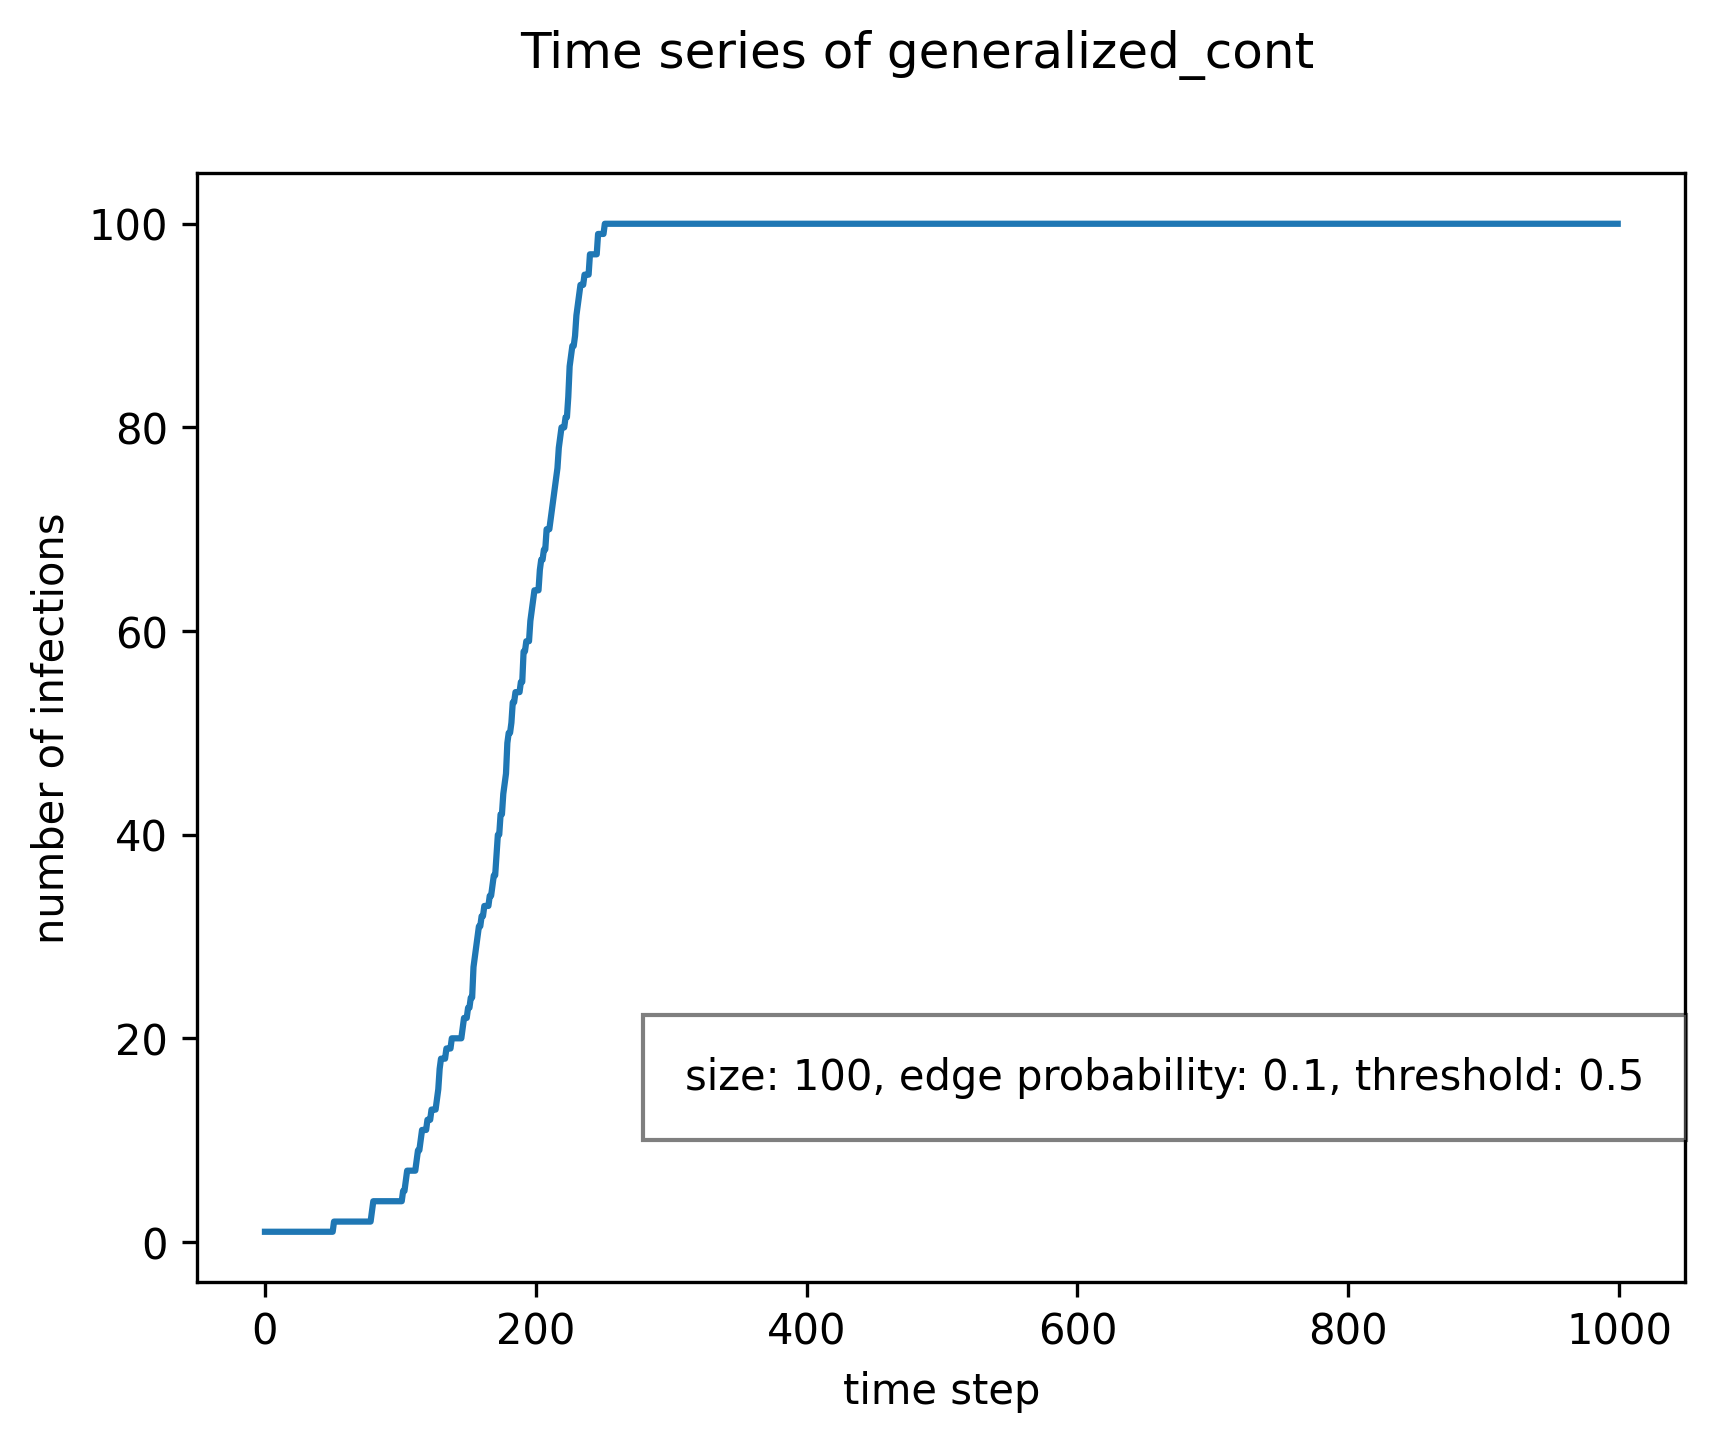 Time series of generalized_cont
100
80
60
40
20
0
number of infections
size: 100, edge probability: 0.1, threshold: 0.5
0 200 400 600 800 1000
time step